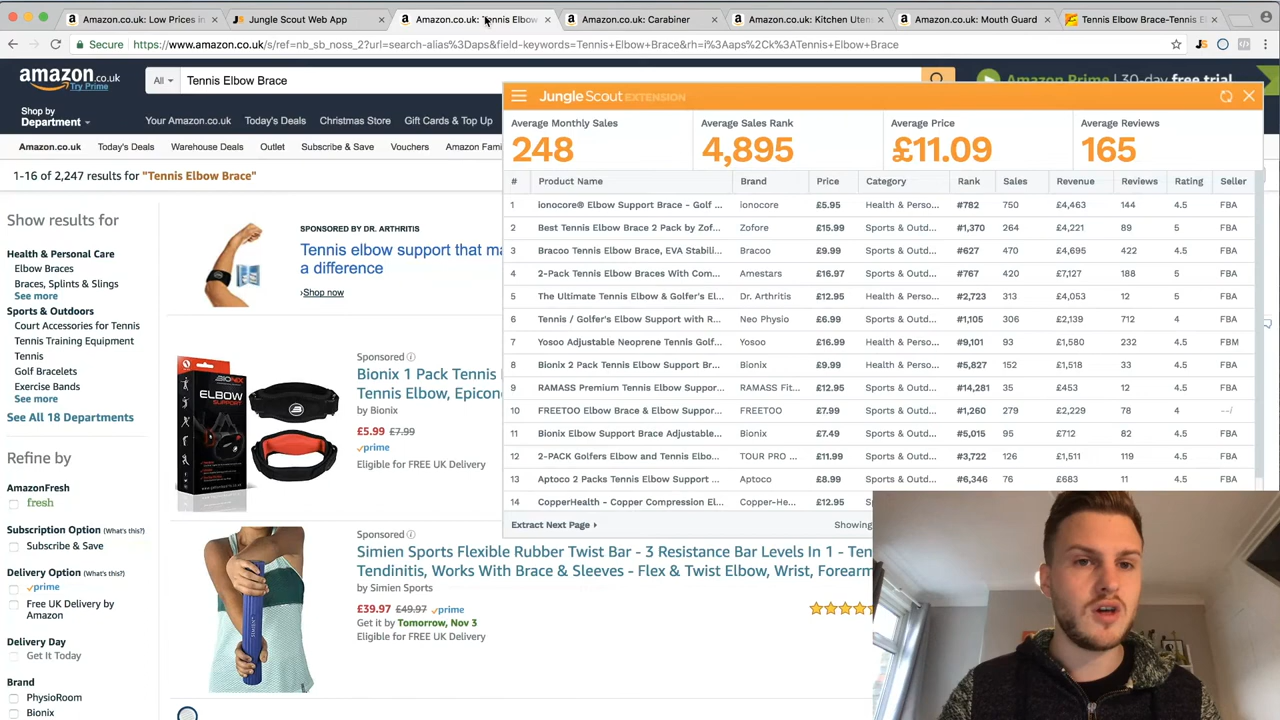 Amazon.co.uk: Low Prices in
Jungle Scout Web App
Amazon.co.uk: Tennis Elbow
Amazon.co.uk: Carabiner
Amazon.co.uk: Kitchen Uten
Amazon.co.uk: Mouth Guard
Tennis Elbow Brace-Tennis E
Secure
https://www.amazon.co.uk/s/ref=nb_sb_noss_2?url=search-alias%3Daps&field-keywords=Tennis+Elbow+Brace&rh=i%3Aaps%2Ck%3ATennis+Elbow+Brace
amazon.co.uk
Try Prime
All
Tennis Elbow Brace
Amazon Prime | 30-day free trial
Shop by
Department
Your Amazon.co.uk
Today's Deals
Christmas Store
Gift Cards & Top Up
Amazon.co.uk
Today's Deals
Warehouse Deals
Outlet
Subscribe & Save
Vouchers
Amazon Fam
1-16 of 2,247 results for "Tennis Elbow Brace"
Show results for
Health & Personal Care
Elbow Braces
Braces, Splints & Slings
See more
Sports & Outdoors
Court Accessories for Tennis
Tennis Training Equipment
Tennis
Golf Bracelets
Exercise Bands
See more
See All 18 Departments
Refine by
AmazonFresh
fresh
Subscription Option (What's this?)
Subscribe & Save
Delivery Option (What's this?)
prime
Free UK Delivery by
Amazon
Delivery Day
Get It Today
Brand
PhysioRoom
Bionix
SPONSORED BY DR. ARTHRITIS
Tennis elbow support that ma
a difference
›Shop now
Sponsored
Bionix 1 Pack Tennis
Tennis Elbow, Epicon
by Bionix
£5.99 £7.99
prime
Eligible for FREE UK Delivery
BIONIX
ELBOW
SUPPORT
Sponsored
Simien Sports Flexible Rubber Twist Bar - 3 Resistance Bar Levels In 1 - Ten
Tendinitis, Works With Brace & Sleeves - Flex & Twist Elbow, Wrist, Forearm
by Simien Sports
£39.97 £49.97 prime
Get it by Tomorrow, Nov 3
Eligible for FREE UK Delivery
Jungle Scout EXTENSION
Average Monthly Sales
248
Average Sales Rank
4,895
Average Price
£11.09
Average Reviews
165
# Product Name Brand Price Category Rank Sales Revenue Reviews Rating Seller
1 ionocore® Elbow Support Brace - Golf ... ionocore £5.95 Health & Perso... #782 750 £4,463 144 4.5 FBA
2 Best Tennis Elbow Brace 2 Pack by Zof... Zofore £15.99 Sports & Outd... #1,370 264 £4,221 89 5 FBA
3 Bracoo Tennis Elbow Brace, EVA Stabili... Bracoo £9.99 Sports & Outd... #627 470 £4,695 422 4.5 FBA
4 2-Pack Tennis Elbow Braces With Com... Amestars £16.97 Sports & Outd... #767 420 £7,127 188 5 FBA
5 The Ultimate Tennis Elbow & Golfer's El... Dr. Arthritis £12.95 Health & Perso... #2,723 313 £4,053 12 5 FBA
6 Tennis / Golfer's Elbow Support with R... Neo Physio £6.99 Sports & Outd... #1,105 306 £2,139 712 4 FBA
7 Yosoo Adjustable Neoprene Tennis Golf... Yosoo £16.99 Health & Perso... #9,101 42 £1,580 232 4.5 FBM
8 Bionix 2 Pack Tennis Elbow Support Br... Bionix £9.99 Health & Perso... #5,827 152 £1,518 33 4.5 FBA
9 RAMASS Premium Tennis Elbow Suppor... RAMASS Fit... £12.95 Sports & Outd... #14,281 35 £453 12 4.5 FBA
10 FREETOO Elbow Brace & Elbow Suppor... FREETOO £7.99 Sports & Outd... #1,260 279 £2,229 78 4 --/
11 Bionix Elbow Support Brace Adjustable... Bionix £7.49 Sports & Outd... #5,015 95 £712 82 4.5 FBA
12 2-PACK Golfers Elbow and Tennis Elbo... TOUR PRO ... £11.99 Sports & Outd... #3,722 126 £1,511 119 4.5 FBA
13 Aptoco 2 Packs Tennis Elbow Support ... Aptoco £8.99 Sports & Outd... #6,346 76 £683 11 4.5 FBA
14 CopperHealth - Copper Compression El... Copper-He... £12.95
Extract Next Page
Showing